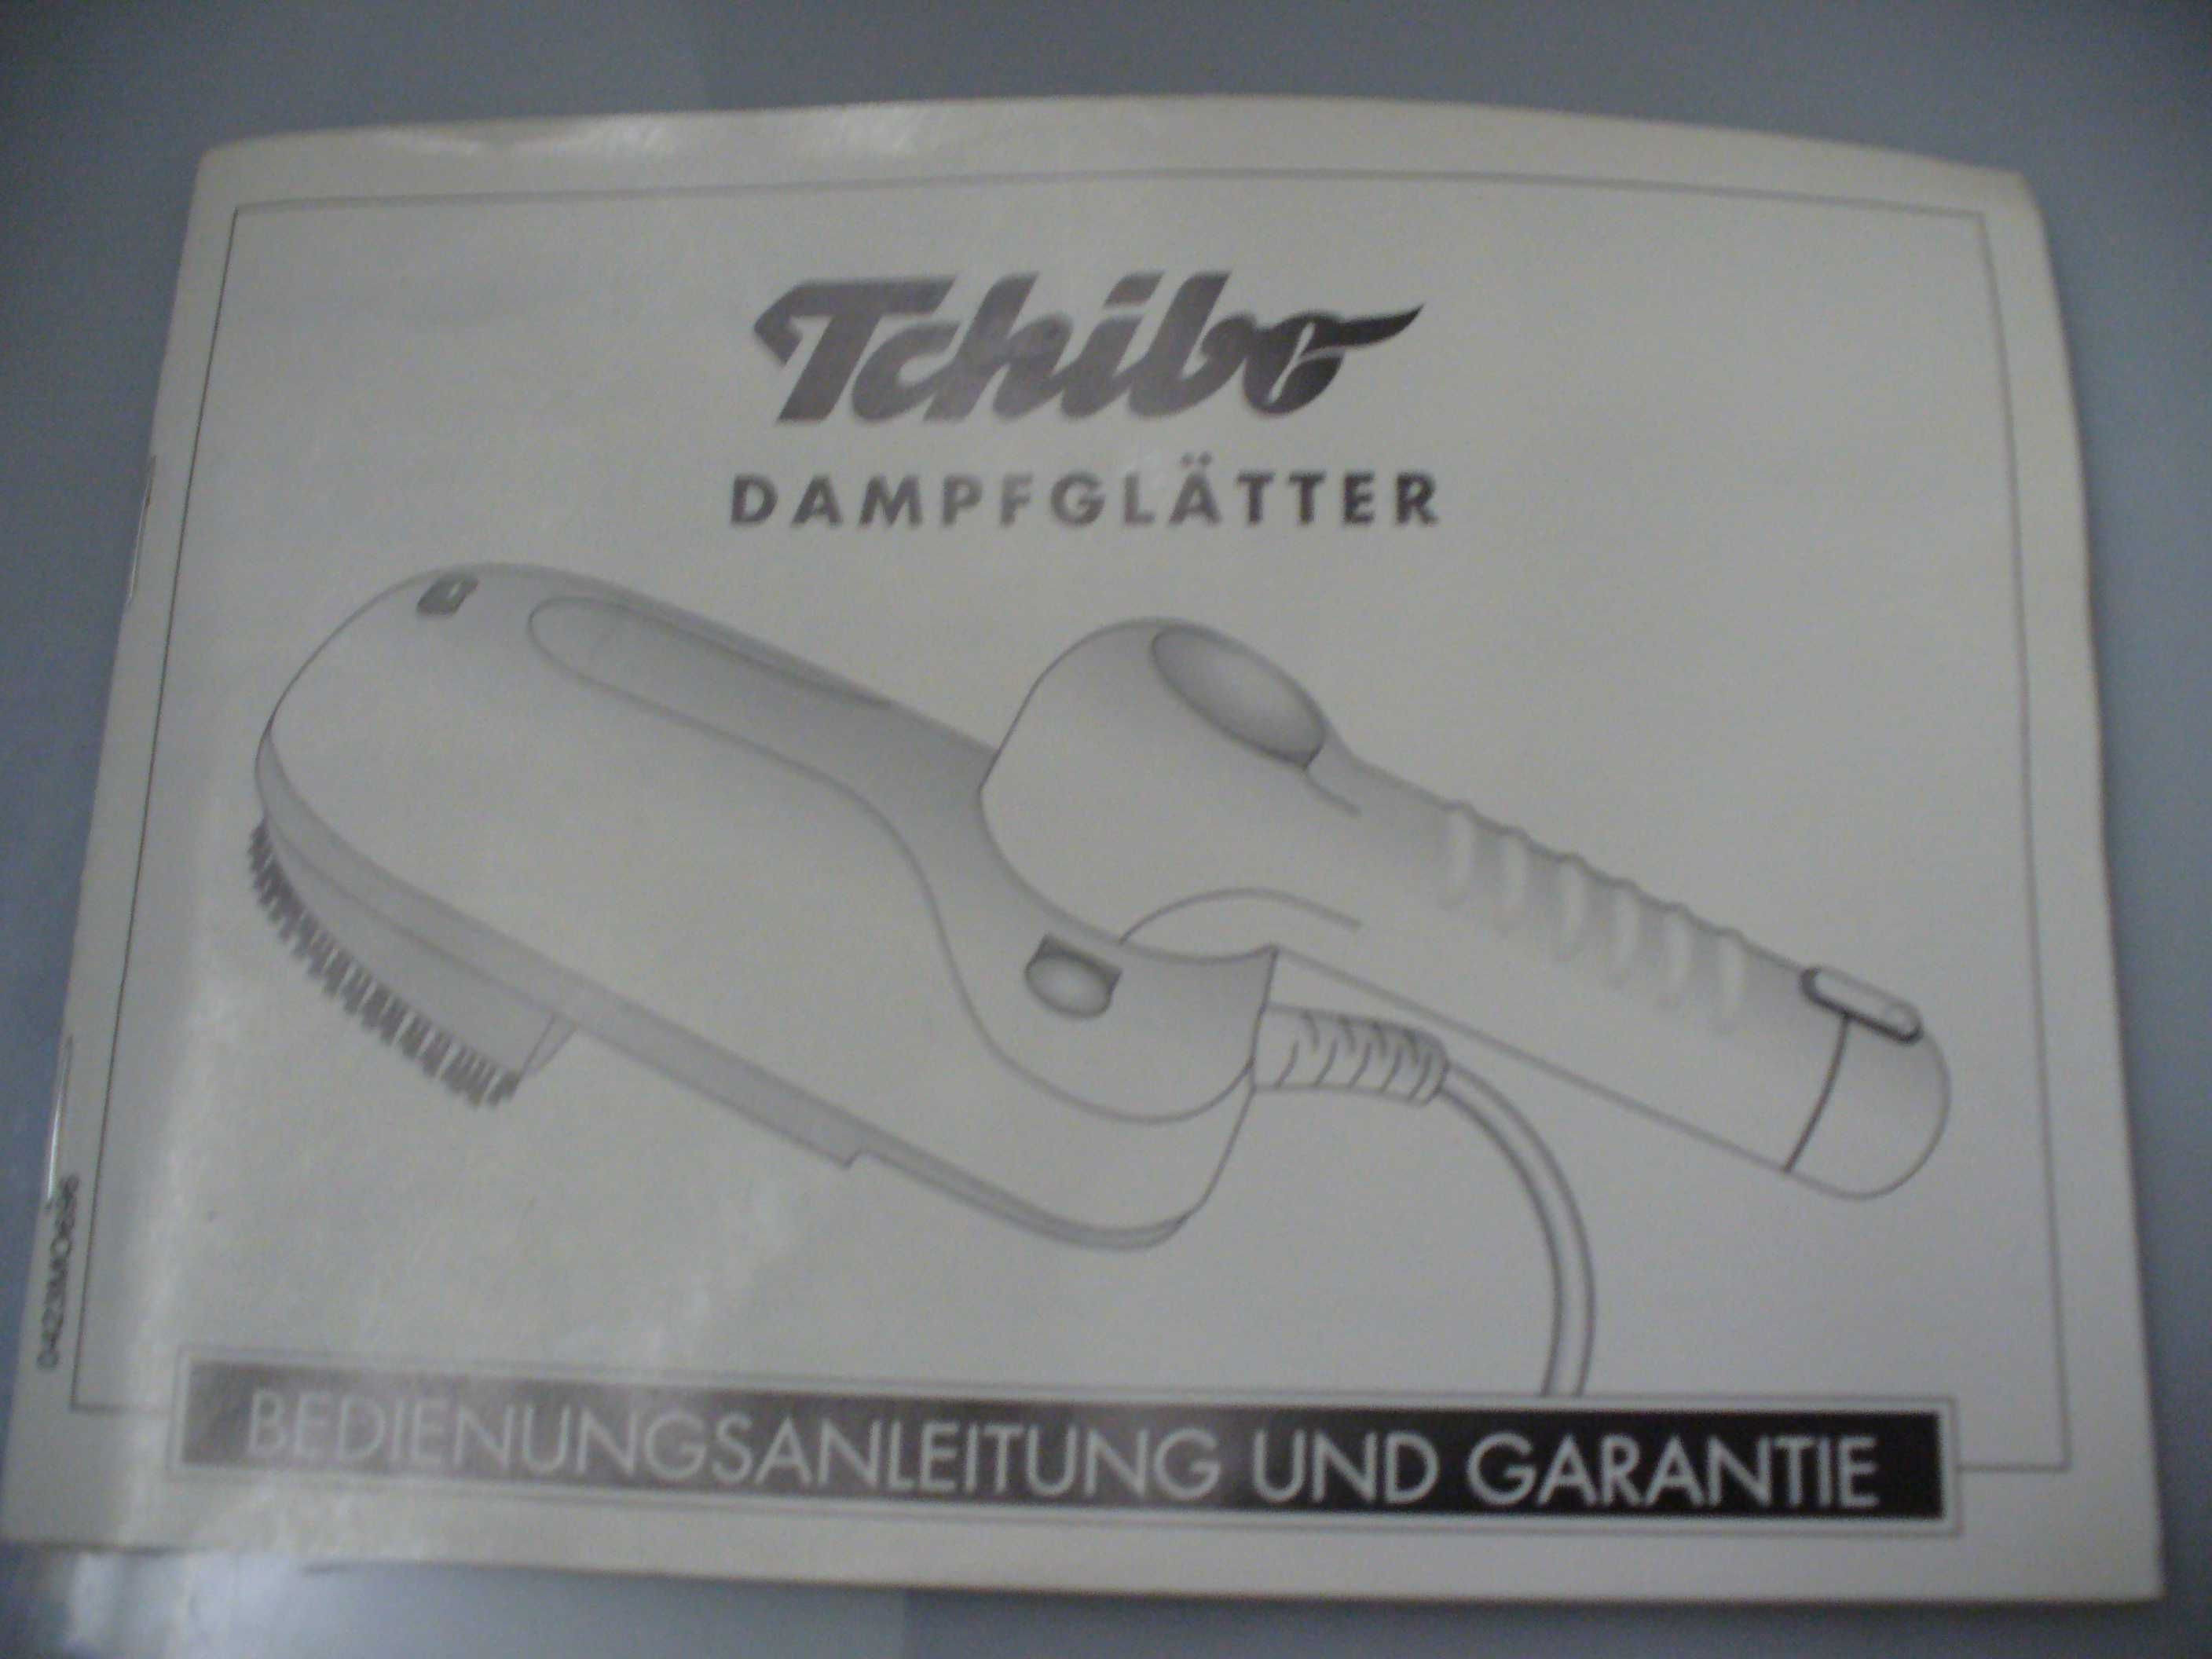 Tchibo
DAMPFGLÄTTER
BEDIENUNGSANLEITUNG UND GARANTIE